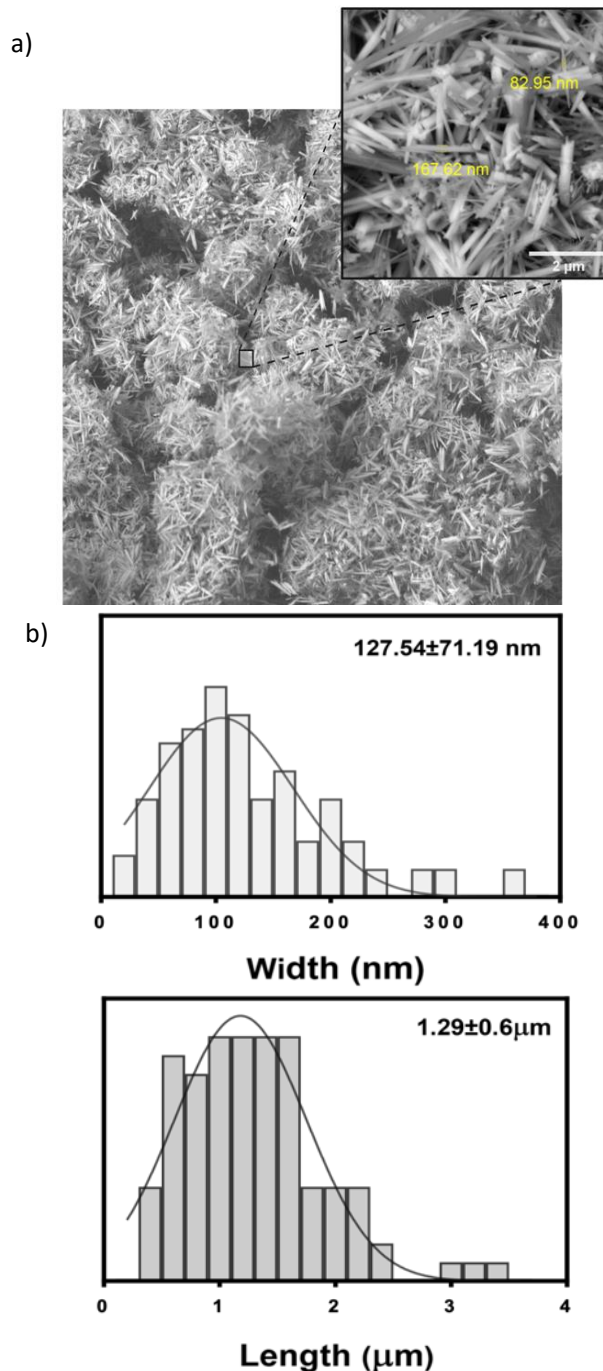 a)
82.95 nm
167.62 nm
2 µm
b)
127.54±71.19 nm
0 100 200 300 400
Width (nm)
1.29±0.6µm
0 1 2 3 4
Length (µm)